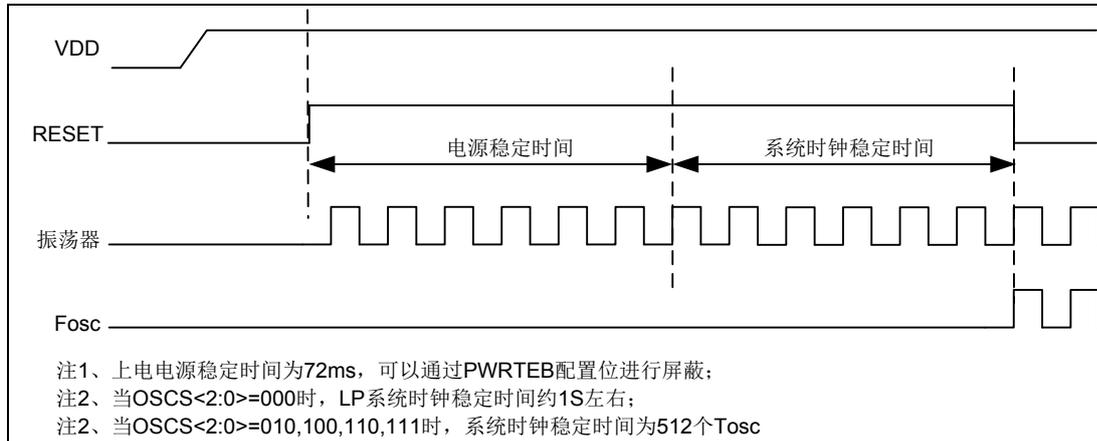 VDD
RESET
电源稳定时间 系统时钟稳定时间
振荡器
Fosc
注1、上电电源稳定时间为72ms，可以通过PWRTEB配置位进行屏蔽；
注2、当OSCS<2:0>=000时，LP系统时钟稳定时间约1S左右；
注2、当OSCS<2:0>=010,100,110,111时，系统时钟稳定时间为512个Tosc